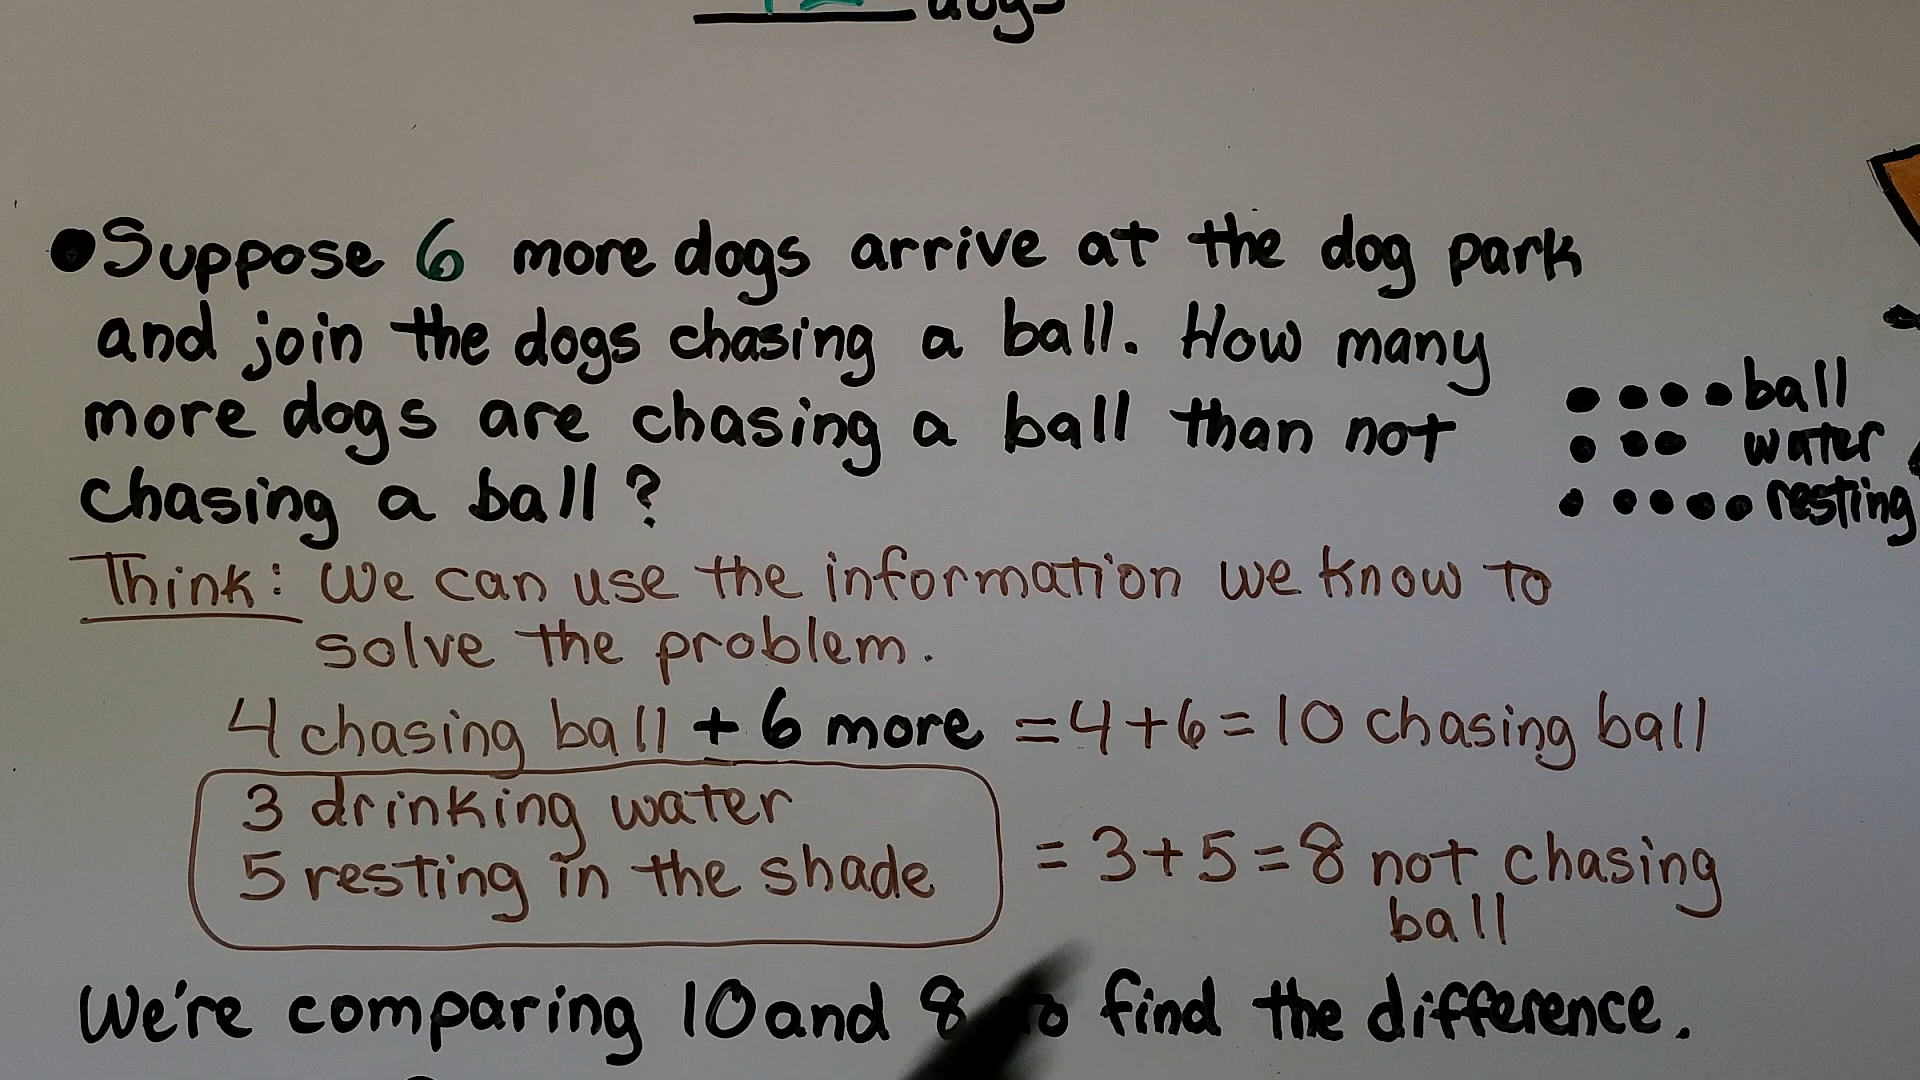 dogs
•Suppose 6 more dogs arrive at the dog park
and join the dogs chasing a ball. How many
more dogs are chasing a ball than not
chasing a ball?
ball
water
resting
Think: We can use the information we know to
solve the problem.
4 chasing ball + 6 more = 4+6=10 chasing ball
3 drinking water
5 resting in the shade
= 3+5=8 not chasing
ball
We're comparing 10 and 8 to find the difference.